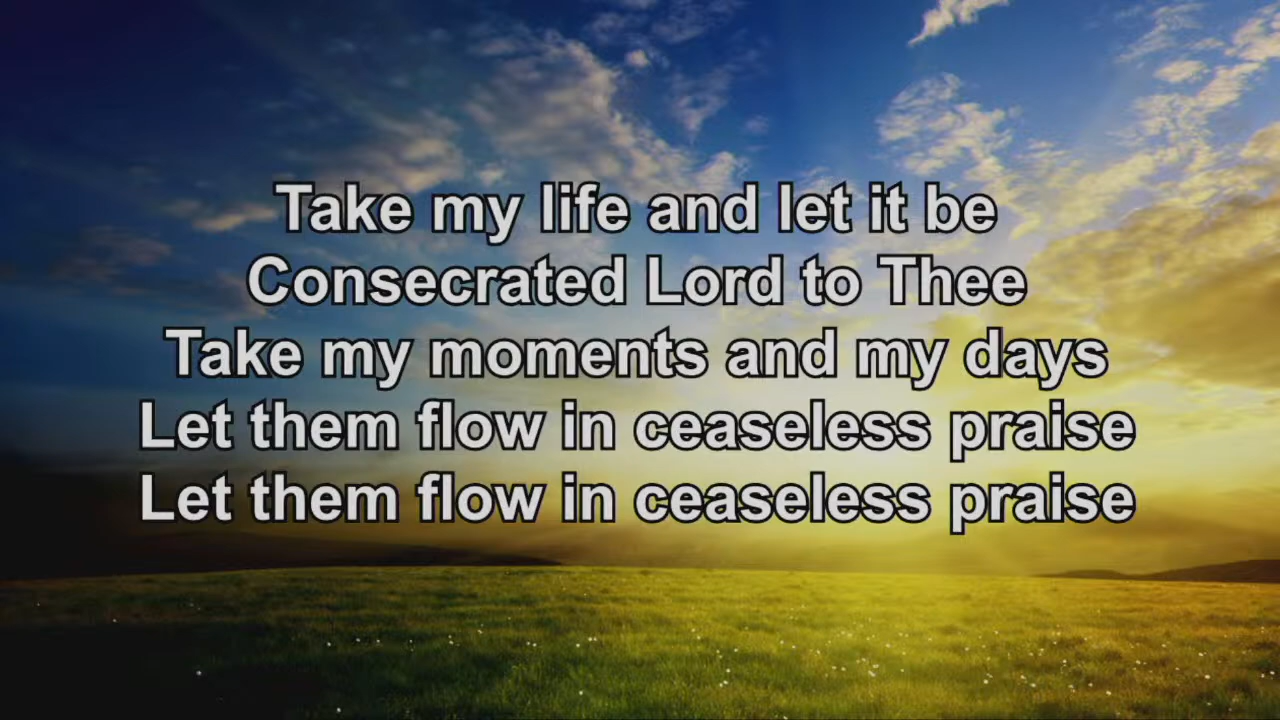 Take my life and let it be
Consecrated Lord to Thee
Take my moments and my days
Let them flow in ceaseless praise
Let them flow in ceaseless praise